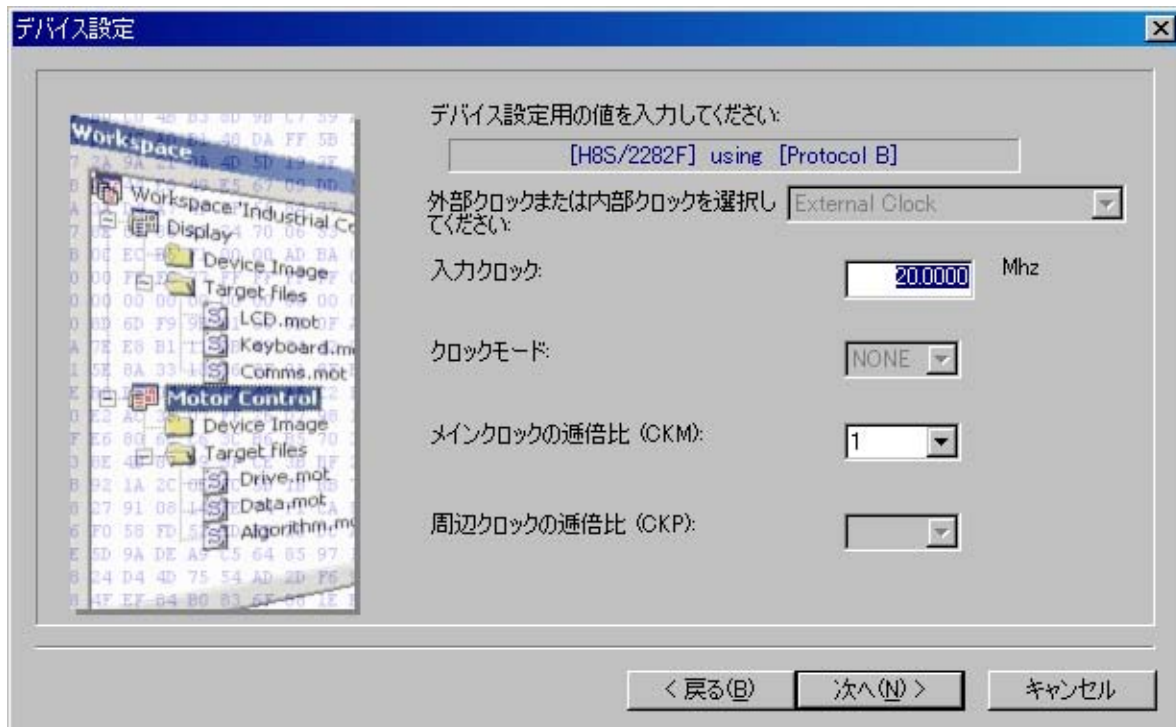 デバイス設定
デバイス設定用の値を入力してください:
[H8S/2282F] using [Protocol B]
外部クロックまたは内部クロックを選択し
てください:
External Clock
入力クロック:
20.0000
Mhz
クロックモード:
NONE
メインクロックの逓倍比 (CKM):
1
周辺クロックの逓倍比 (CKP):
Workspace
Workspace 'Industrial Co
Display
Device Image
Target files
LCD.mot
Keyboard.m
Comms.mot
Motor Control
Device Image
Target files
Drive.mot
Data.mot
Algorithm.mo
< 戻る(B)
次へ(N) >
キャンセル